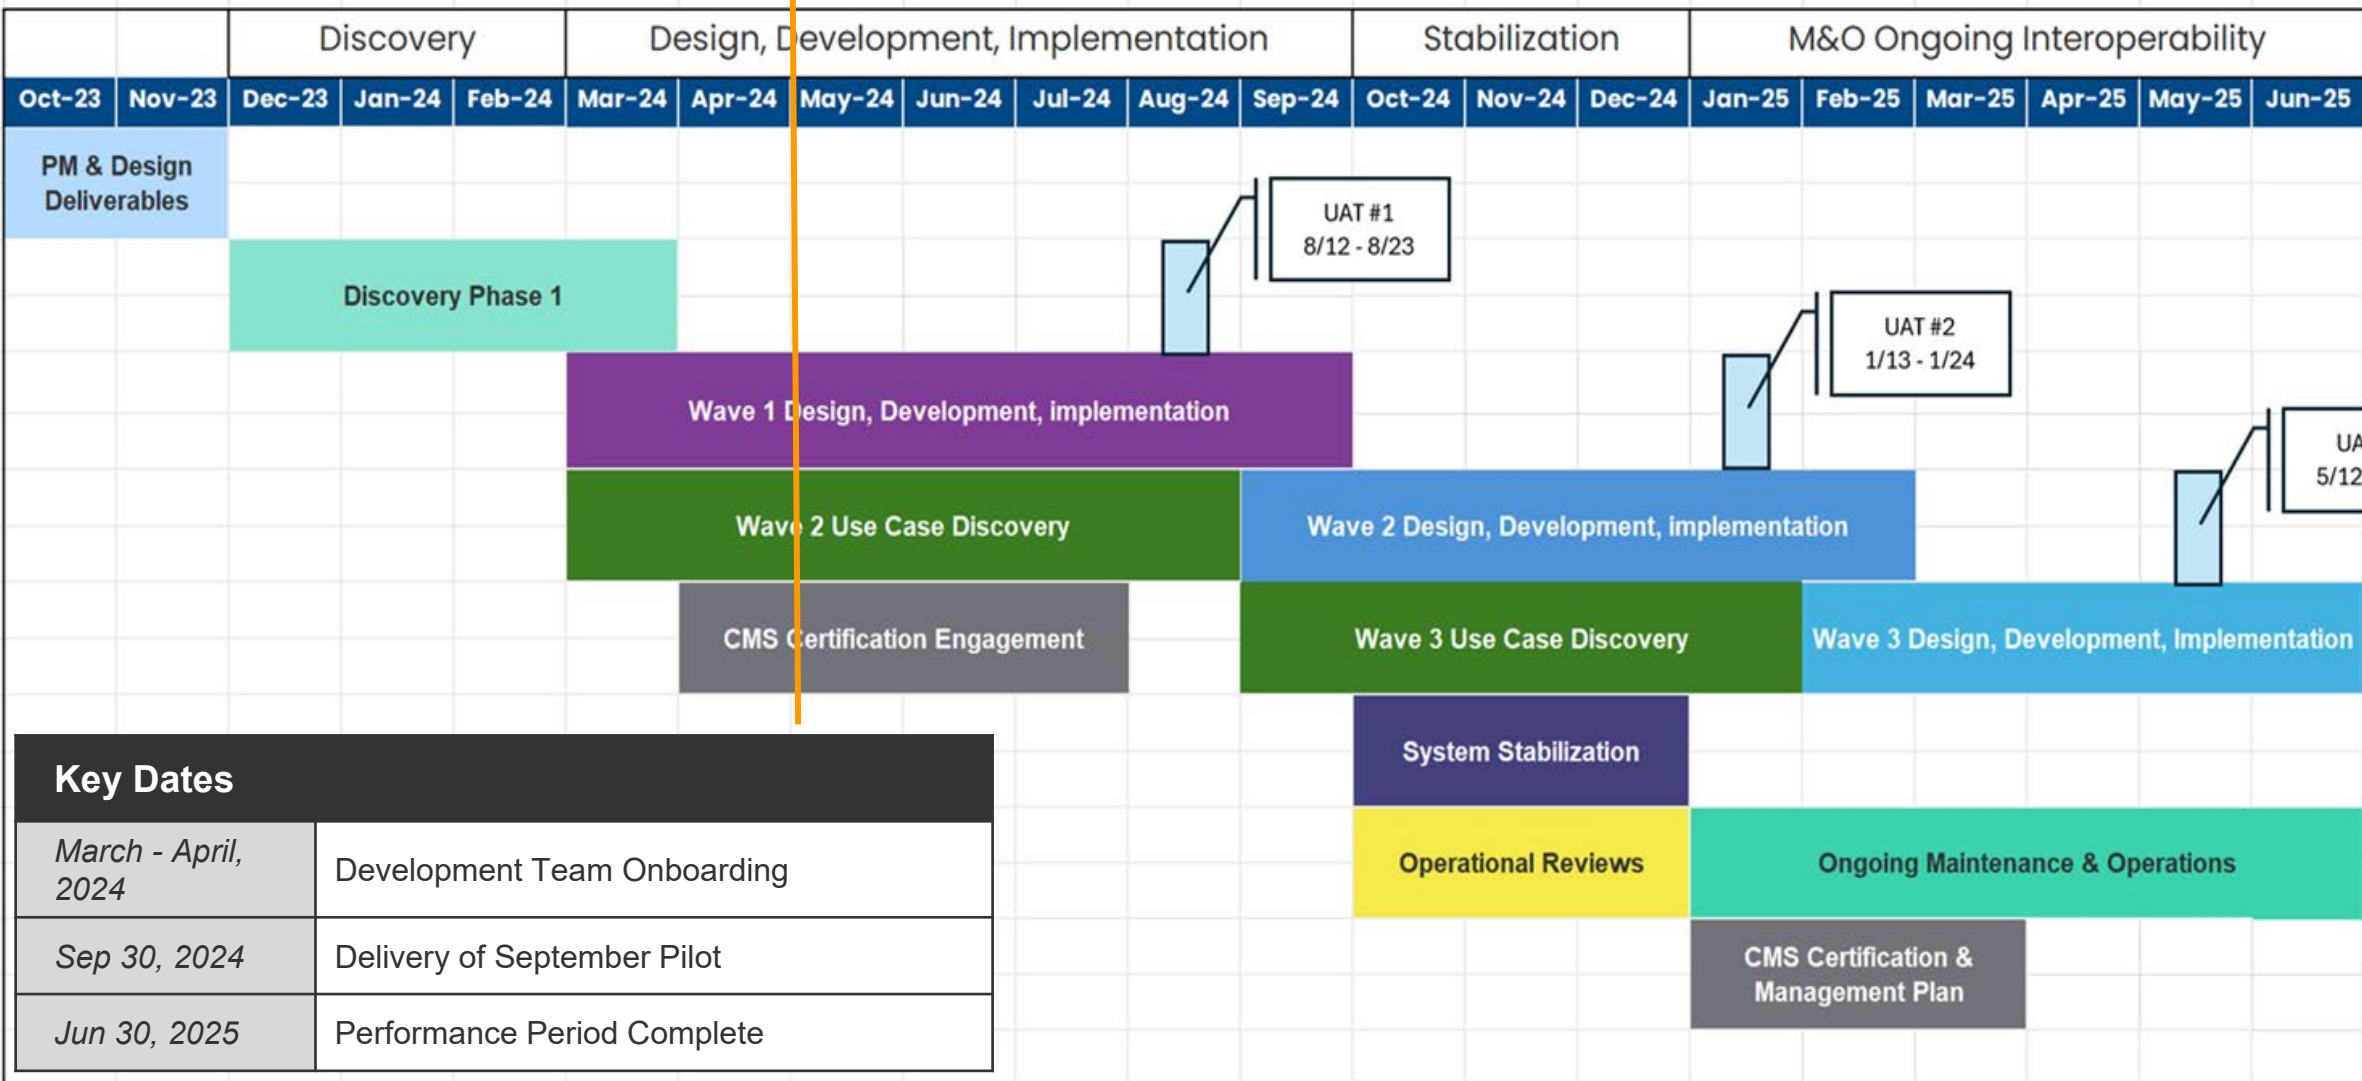 Discovery
Design, Development, Implementation
Stabilization
M&O Ongoing Interoperability
Oct-23 Nov-23 Dec-23 Jan-24 Feb-24 Mar-24 Apr-24 May-24 Jun-24 Jul-24 Aug-24 Sep-24 Oct-24 Nov-24 Dec-24 Jan-25 Feb-25 Mar-25 Apr-25 May-25 Jun-25
PM & Design
Deliverables
UAT #1
8/12 - 8/23
Discovery Phase 1
UAT #2
1/13 - 1/24
Wave 1 Design, Development, implementation
UA
5/12
Wave 2 Use Case Discovery
Wave 2 Design, Development, implementation
CMS Certification Engagement
Wave 3 Use Case Discovery
Wave 3 Design, Development, Implementation
System Stabilization
Operational Reviews
Ongoing Maintenance & Operations
CMS Certification &
Management Plan
Key Dates
March - April,
2024
Development Team Onboarding
Sep 30, 2024
Delivery of September Pilot
Jun 30, 2025
Performance Period Complete